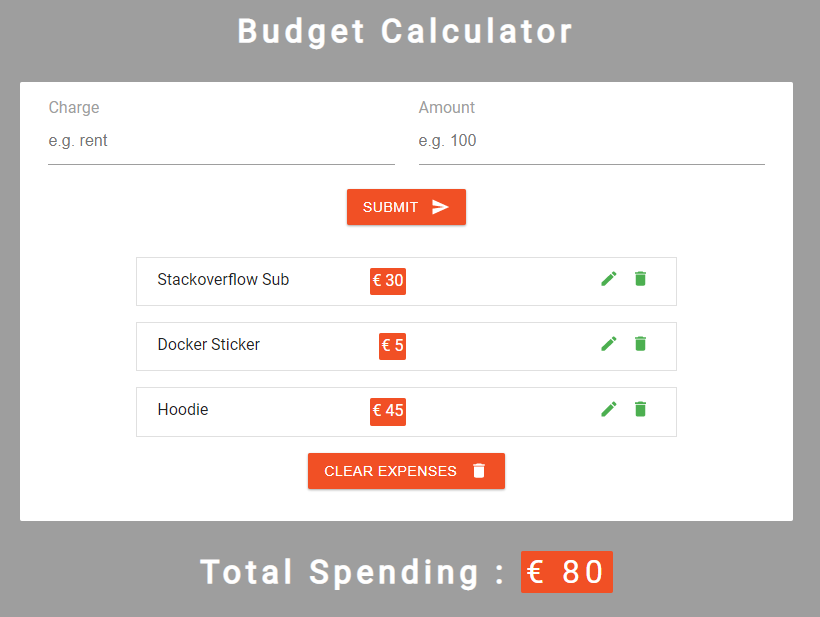 Budget Calculator
Charge
Amount
e.g. rent
e.g. 100
SUBMIT
Stackoverflow Sub € 30
Docker Sticker € 5
Hoodie € 45
CLEAR EXPENSES
Total Spending : € 80